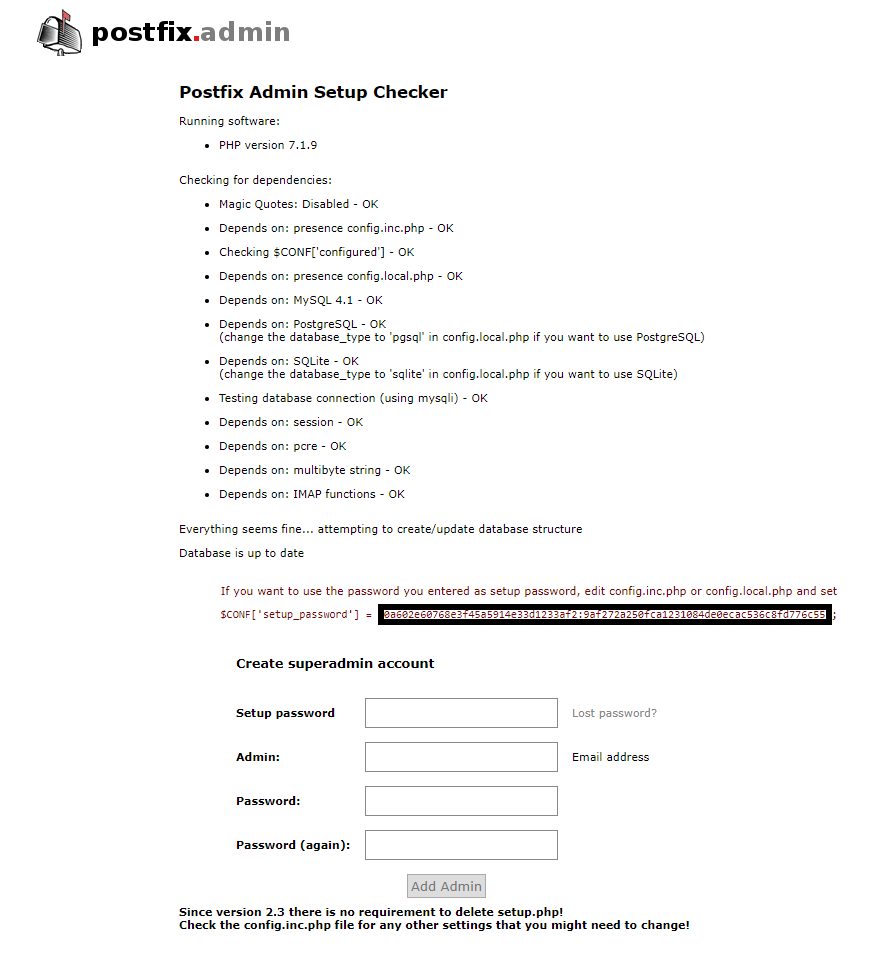 postfix.admin
Postfix Admin Setup Checker
Running software:
PHP version 7.1.9
Checking for dependencies:
Magic Quotes: Disabled - OK
Depends on: presence config.inc.php - OK
Checking $CONF['configured'] - OK
Depends on: presence config.local.php - OK
Depends on: MySQL 4.1 - OK
Depends on: PostgreSQL - OK
(change the database_type to 'pgsql' in config.local.php if you want to use PostgreSQL)
Depends on: SQLite - OK
(change the database_type to 'sqlite' in config.local.php if you want to use SQLite)
Testing database connection (using mysqli) - OK
Depends on: session - OK
Depends on: pcre - OK
Depends on: multibyte string - OK
Depends on: IMAP functions - OK
Everything seems fine... attempting to create/update database structure
Database is up to date
If you want to use the password you entered as setup password, edit config.inc.php or config.local.php and set
$CONF['setup_password'] = ;
Create superadmin account
Setup password Lost password?
Admin: Email address
Password:
Password (again):
Add Admin
Since version 2.3 there is no requirement to delete setup.php!
Check the config.inc.php file for any other settings that you might need to change!